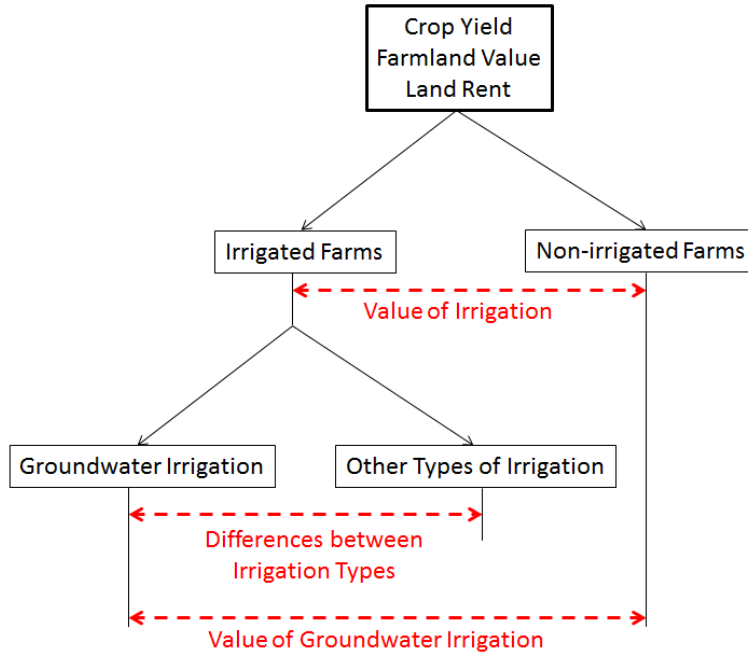 Crop Yield
Farmland Value
Land Rent
Irrigated Farms
Non-irrigated Farms
Value of Irrigation
Groundwater Irrigation
Other Types of Irrigation
Differences between
Irrigation Types
Value of Groundwater Irrigation